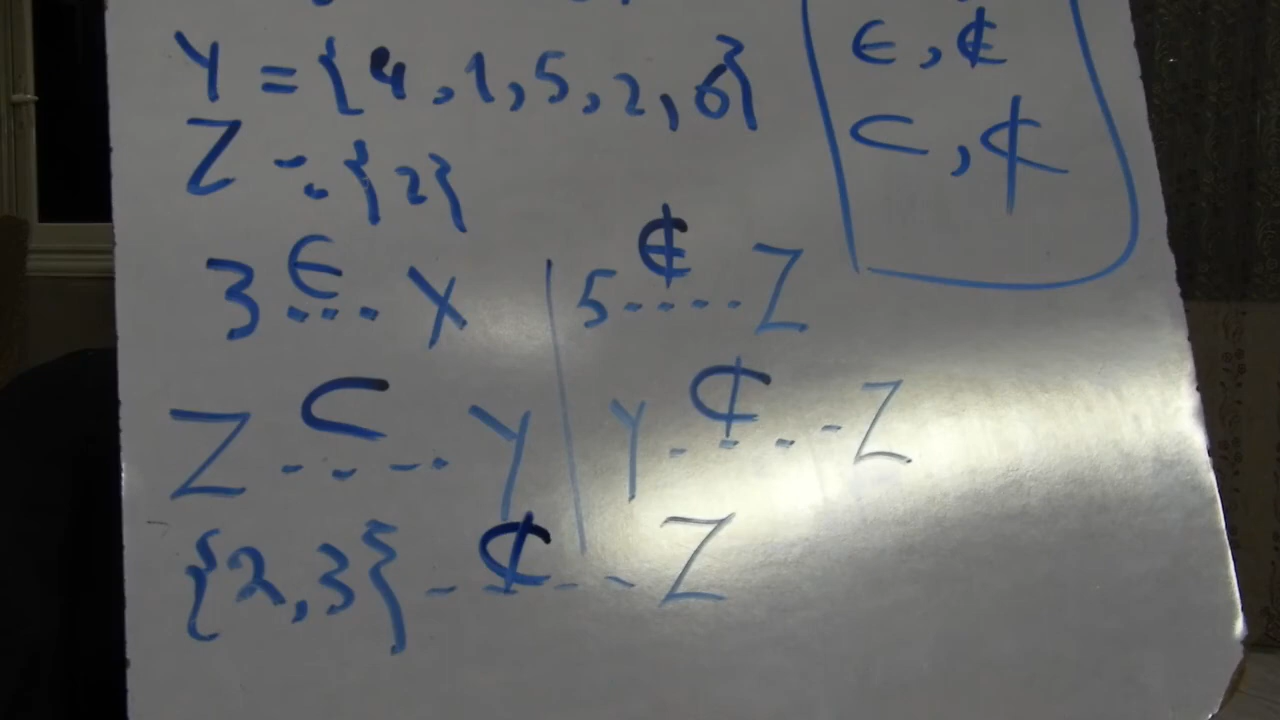 Y = {4, 1, 5, 2, 6}
Z = {2}
∈, ∉
⊂, ⊄
3 ..∈.. X | 5 ..∉.. Z
Z ..⊂.. Y | Y ..⊄.. Z
{2, 3} ..⊄.. Z